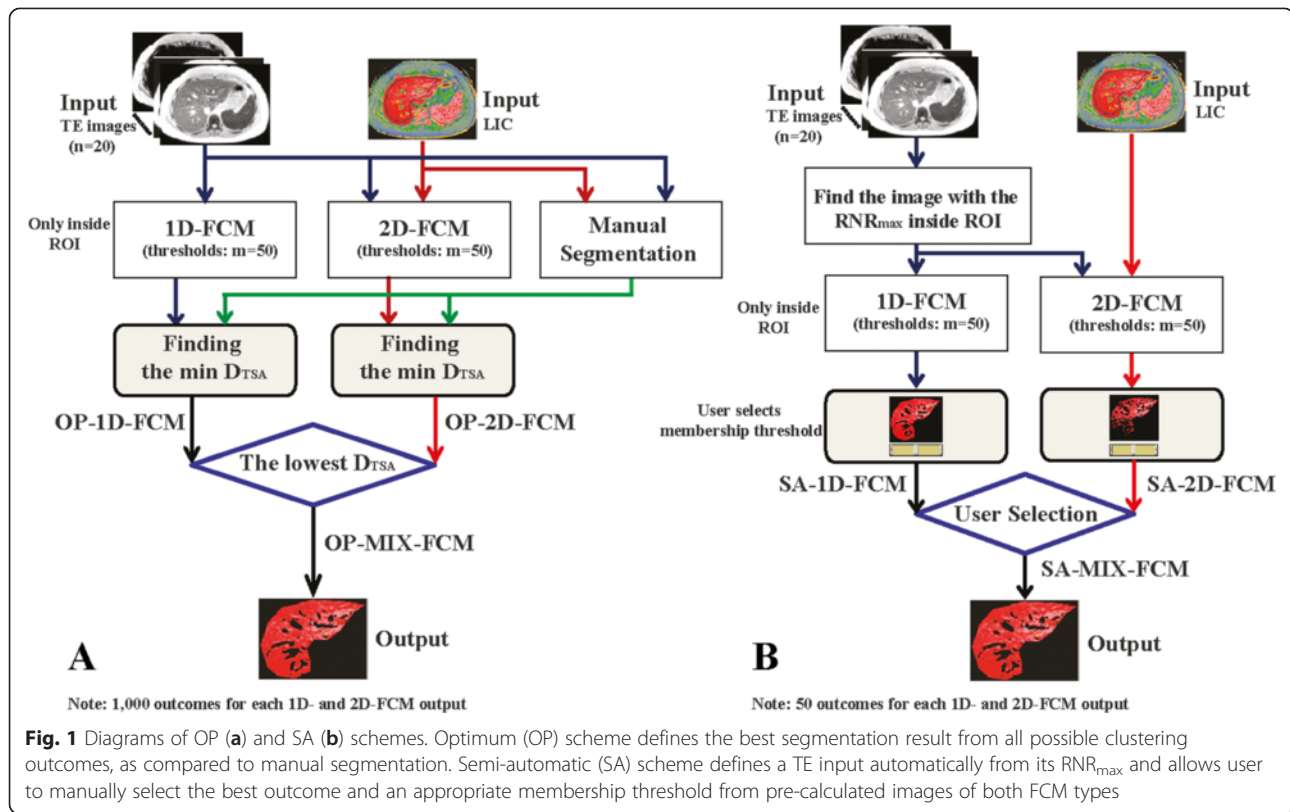 Input
TE images
(n=20)
Input
LIC
Only inside
ROI
1D-FCM
(thresholds: m=50)
2D-FCM
(thresholds: m=50)
Manual
Segmentation
Finding
the min DTSA
Finding
the min DTSA
OP-1D-FCM
OP-2D-FCM
The lowest DTSA
OP-MIX-FCM
Output
A
Note: 1,000 outcomes for each 1D- and 2D-FCM output
Input
TE images
(n=20)
Input
LIC
Find the image with the
RNRmax inside ROI
Only inside
ROI
1D-FCM
(thresholds: m=50)
2D-FCM
(thresholds: m=50)
User selects
membership threshold
SA-1D-FCM
SA-2D-FCM
User Selection
SA-MIX-FCM
Output
B
Note: 50 outcomes for each 1D- and 2D-FCM output
Fig. 1 Diagrams of OP (a) and SA (b) schemes. Optimum (OP) scheme defines the best segmentation result from all possible clustering
outcomes, as compared to manual segmentation. Semi-automatic (SA) scheme defines a TE input automatically from its RNRmax and allows user
to manually select the best outcome and an appropriate membership threshold from pre-calculated images of both FCM types